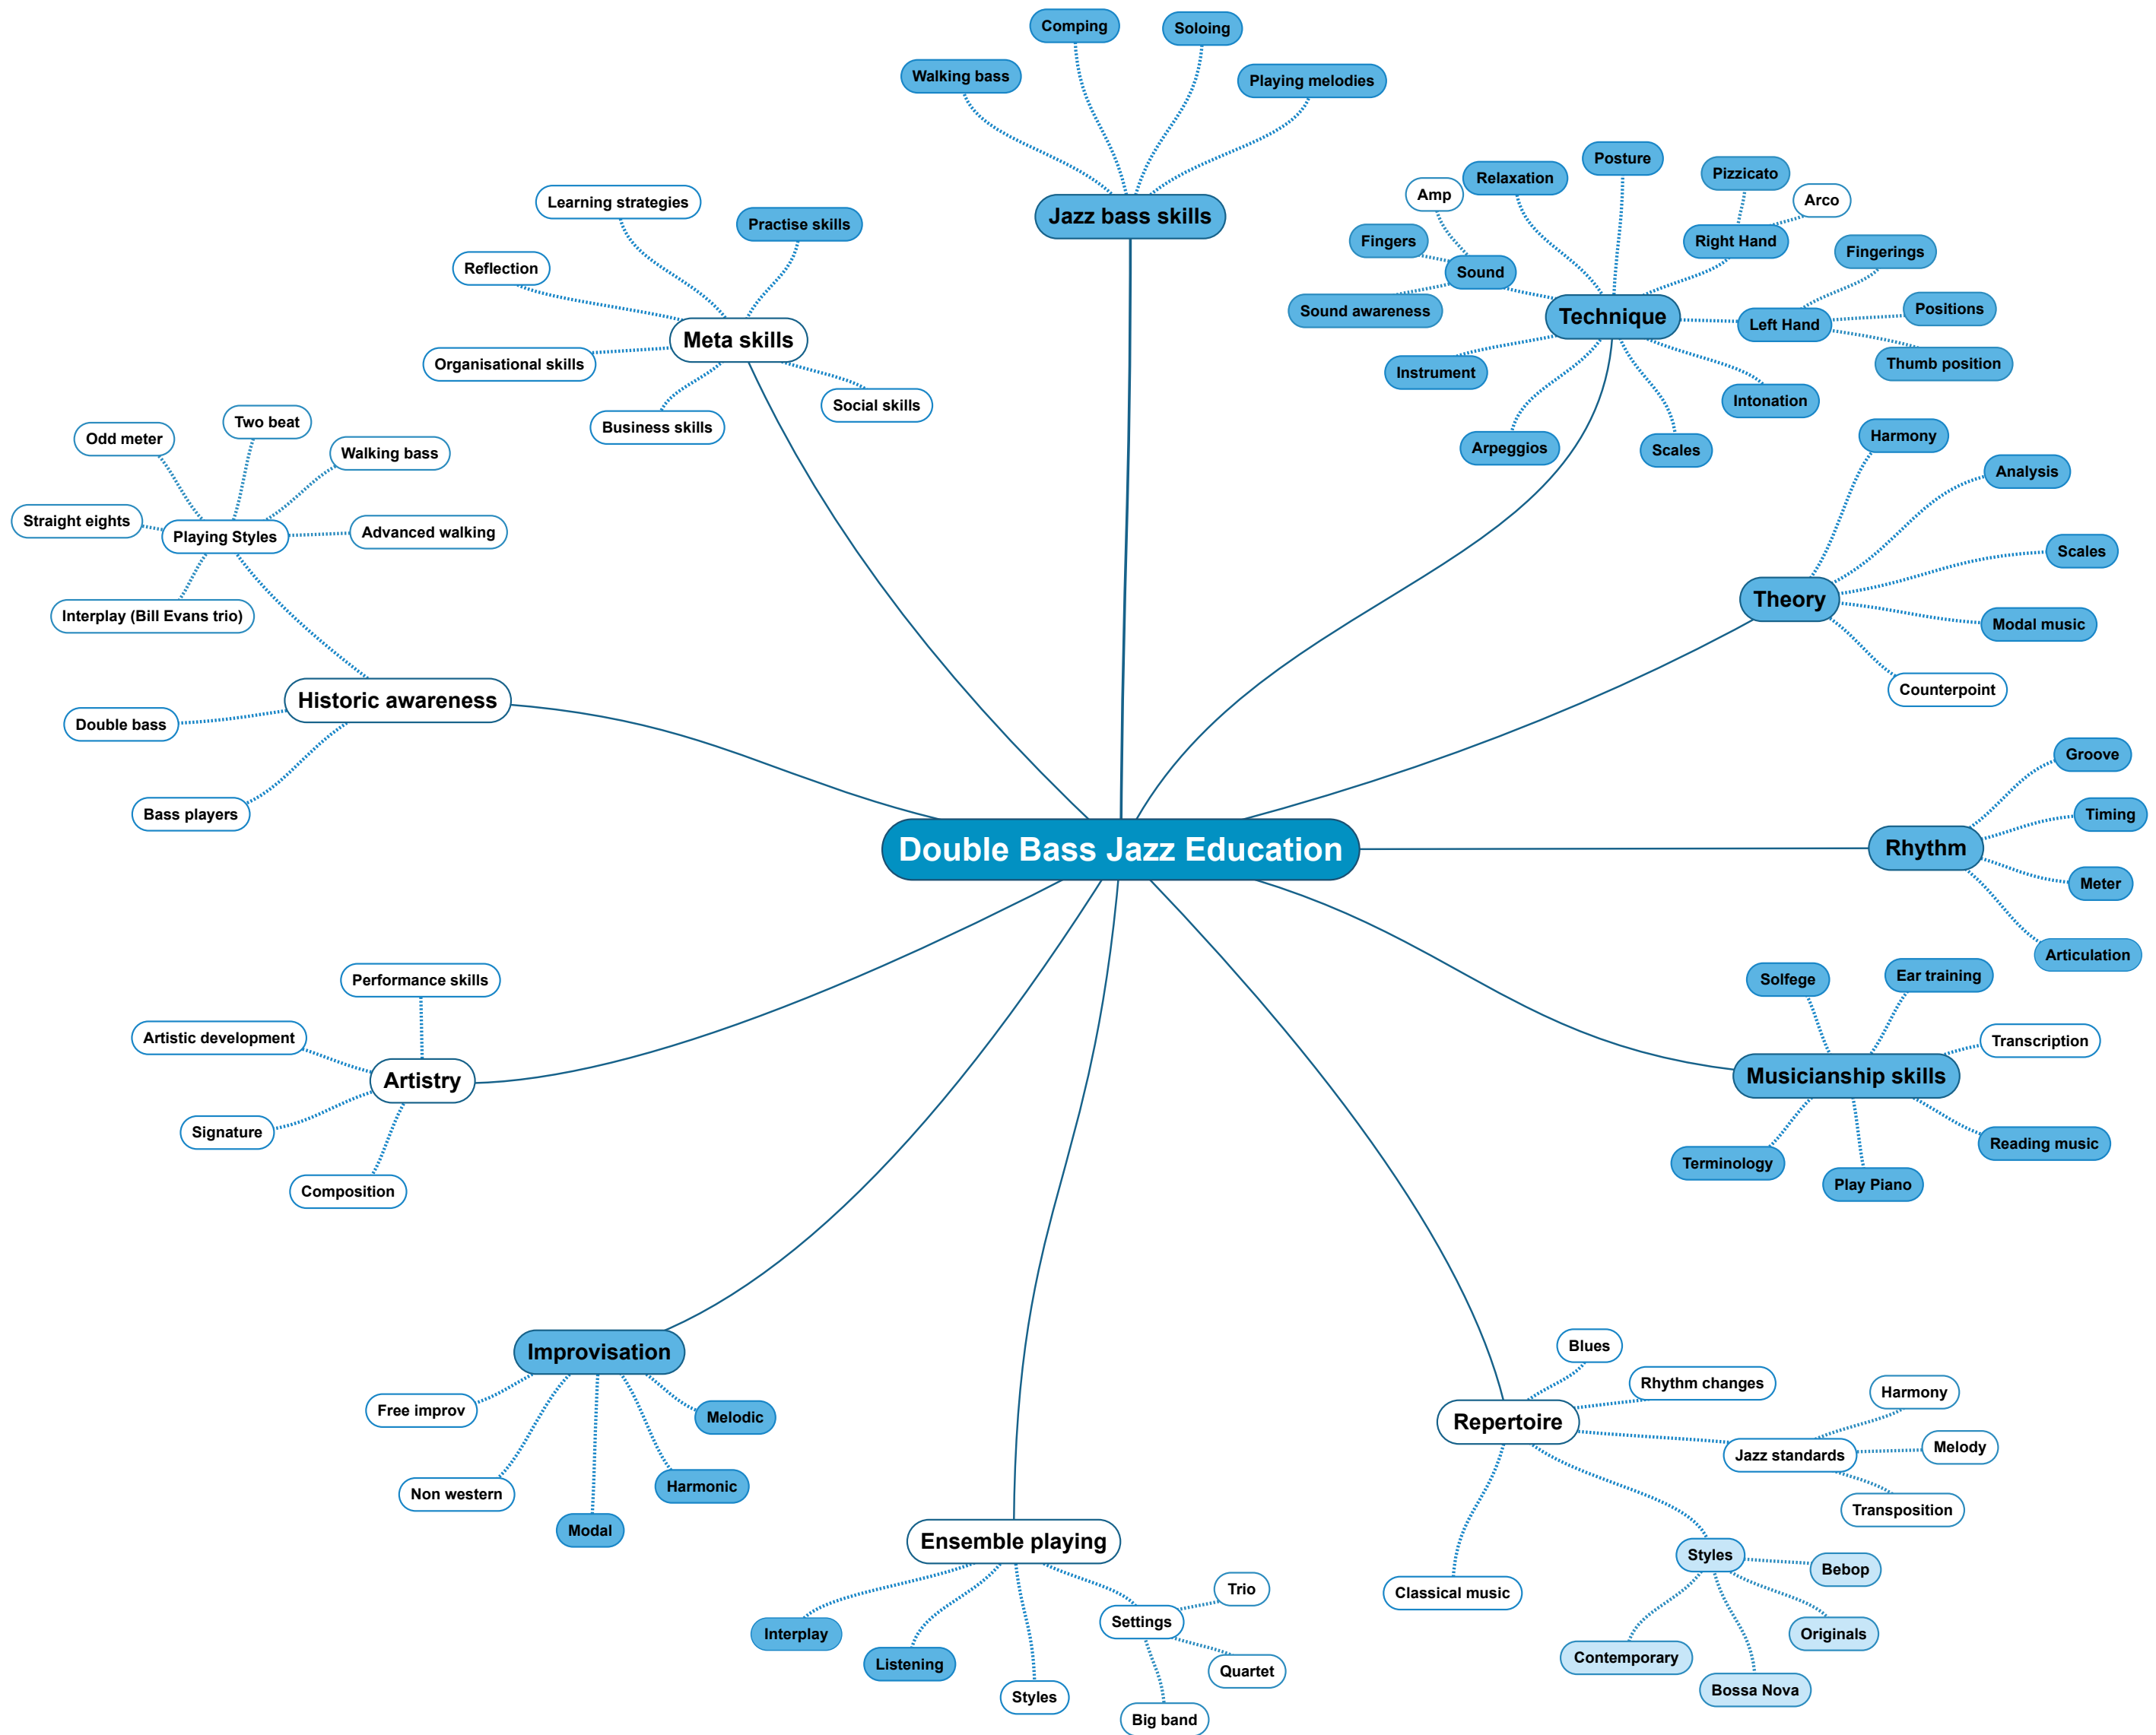 Double Bass Jazz Education
Jazz bass skills
Walking bass
Comping
Soloing
Playing melodies
Technique
Sound
Amp
Fingers
Sound awareness
Relaxation
Posture
Right Hand
Pizzicato
Arco
Left Hand
Fingerings
Positions
Thumb position
Intonation
Scales
Arpeggios
Instrument
Theory
Harmony
Analysis
Scales
Modal music
Counterpoint
Rhythm
Groove
Timing
Meter
Articulation
Musicianship skills
Solfege
Ear training
Transcription
Reading music
Play Piano
Terminology
Repertoire
Blues
Rhythm changes
Jazz standards
Harmony
Melody
Transposition
Styles
Bebop
Originals
Bossa Nova
Contemporary
Classical music
Ensemble playing
Settings
Trio
Quartet
Big band
Styles
Listening
Interplay
Improvisation
Melodic
Harmonic
Modal
Non western
Free improv
Artistry
Performance skills
Artistic development
Signature
Composition
Historic awareness
Playing Styles
Odd meter
Two beat
Walking bass
Advanced walking
Straight eights
Interplay (Bill Evans trio)
Double bass
Bass players
Meta skills
Learning strategies
Practise skills
Reflection
Organisational skills
Business skills
Social skills